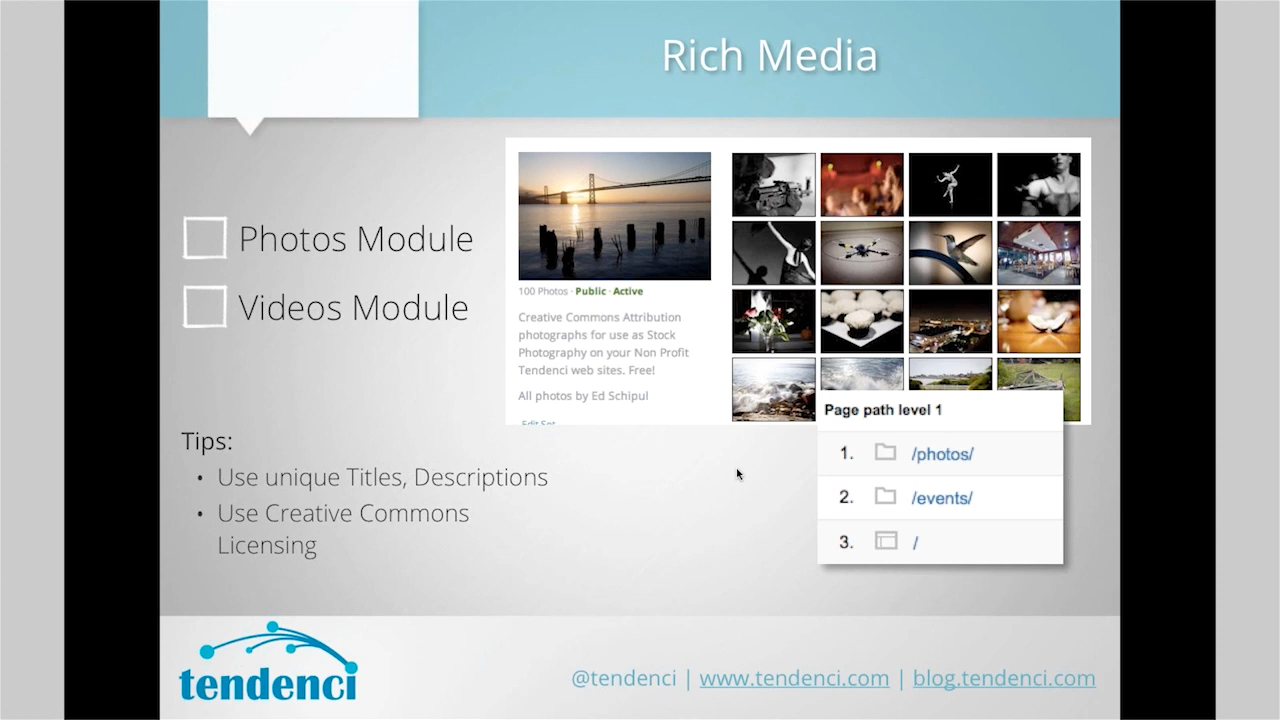 Rich Media
Photos Module
Videos Module
100 Photos · Public · Active
Creative Commons Attribution
photographs for use as Stock
Photography on your Non Profit
Tendenci web sites. Free!
All photos by Ed Schipul
Edit Set
Page path level 1
1. /photos/
2. /events/
3. /
Tips:
• Use unique Titles, Descriptions
• Use Creative Commons
Licensing
tendenci
@tendenci | www.tendenci.com | blog.tendenci.com